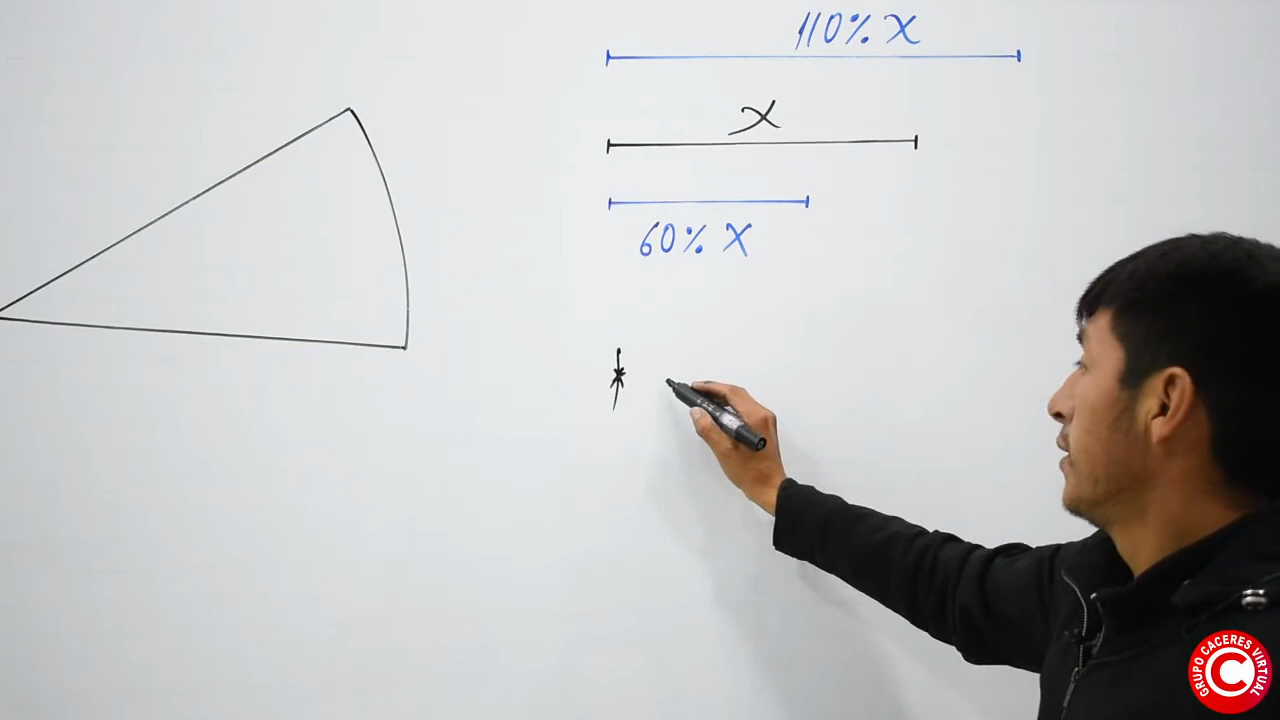 110% x
x
60% x
GRUPO CACERES VIRTUAL
C